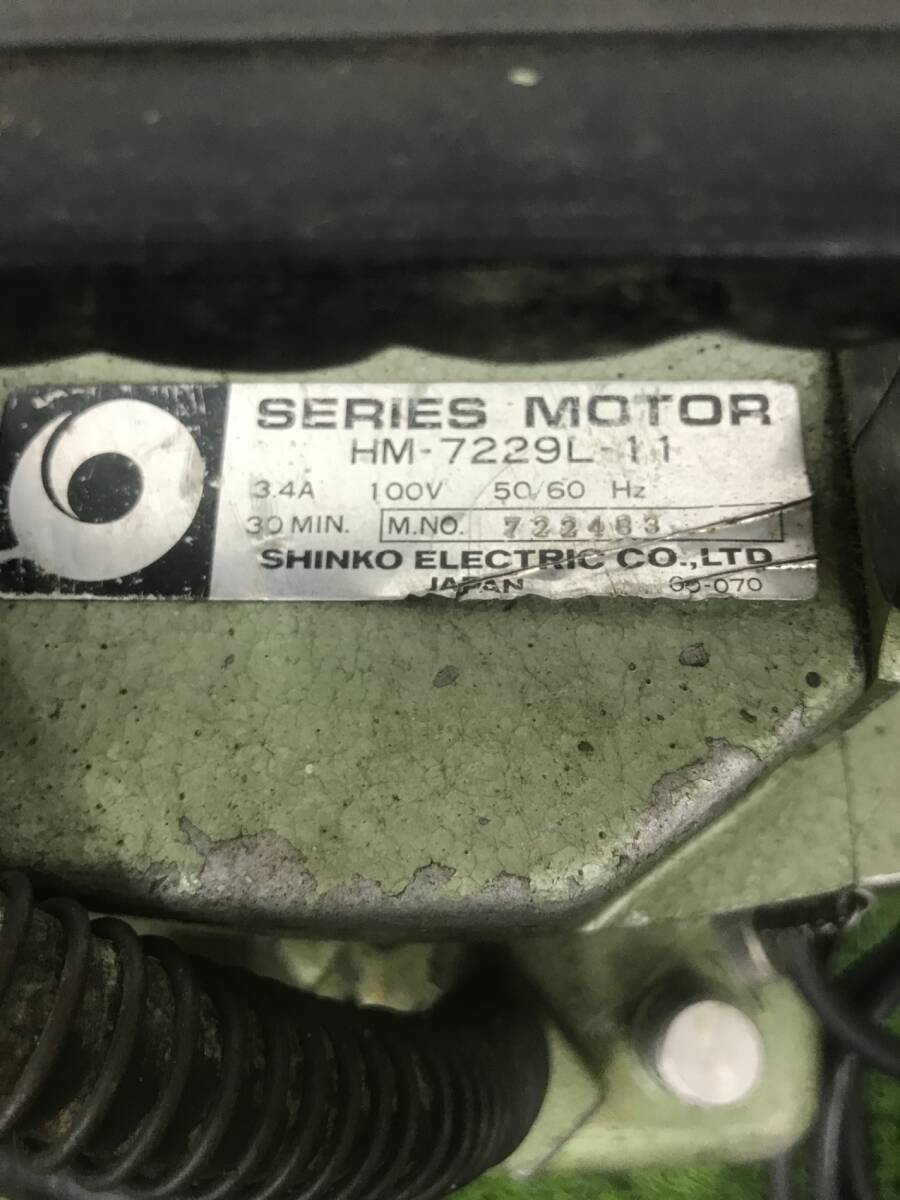 SERIES MOTOR
HM-7229L-11
3.4A 100V 50/60 Hz
30 MIN. M.NO. 722463
SHINKO ELECTRIC CO.,LTD
JAPAN